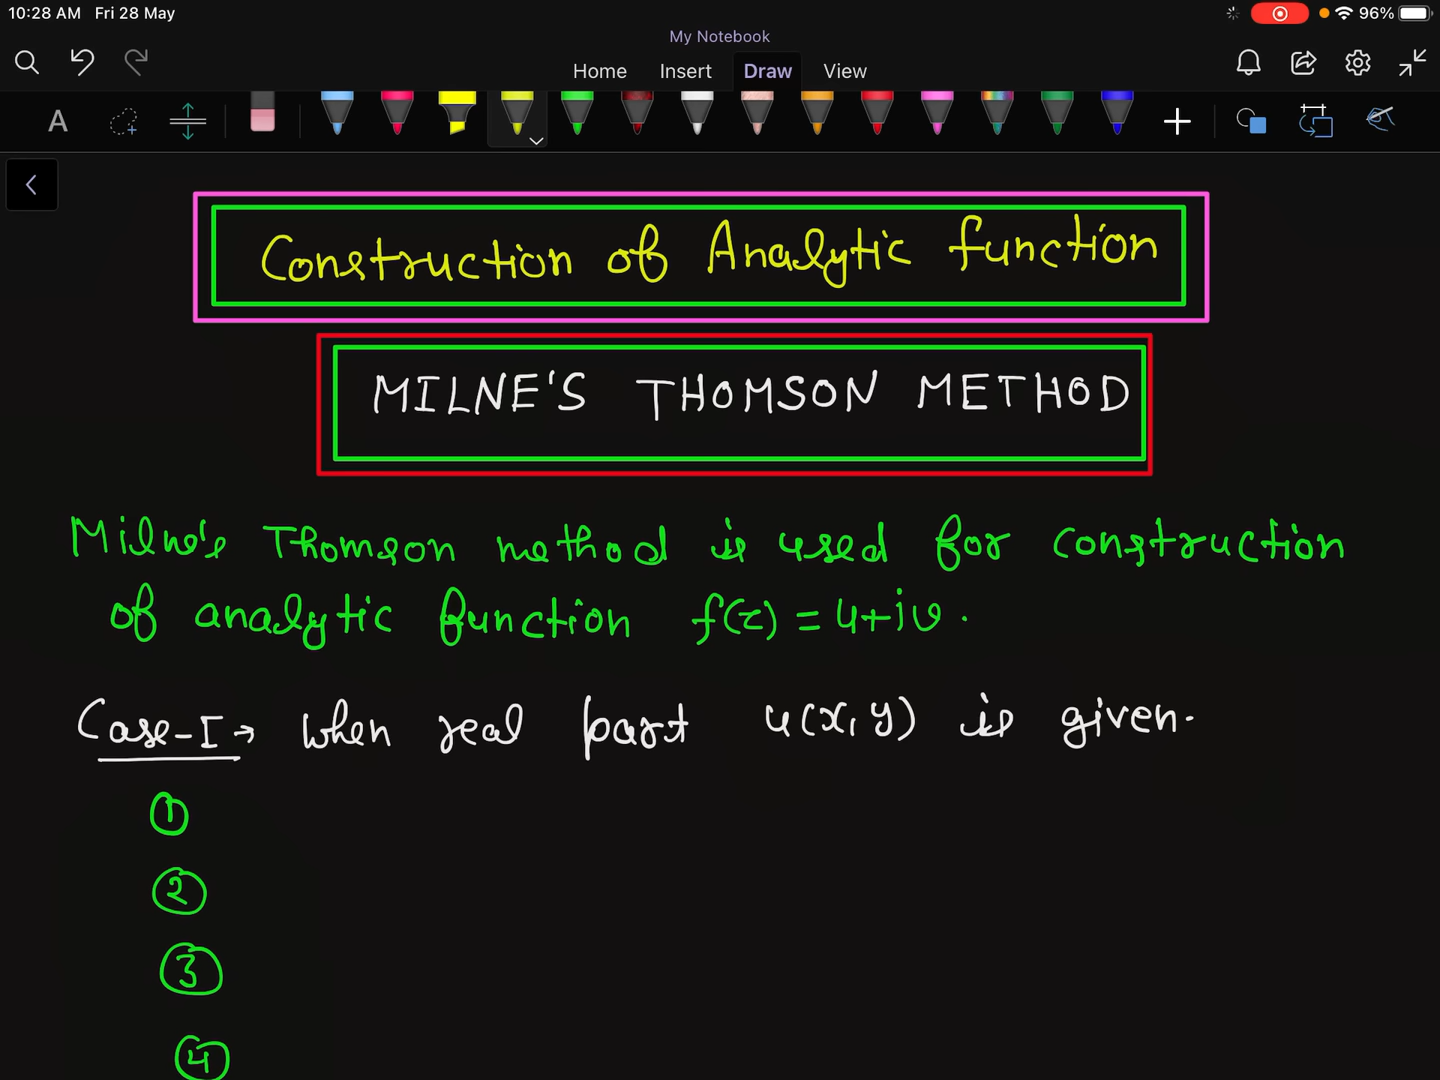 10:28 AM Fri 28 May 96%
My Notebook
Home Insert Draw View
A
Construction of Analytic function
MILNE'S THOMSON METHOD
Milne's Thomson method is used for construction
of analytic function f(z) = u+iv.
Case-I→ When real part u(x,y) is given.
①
②
③
④